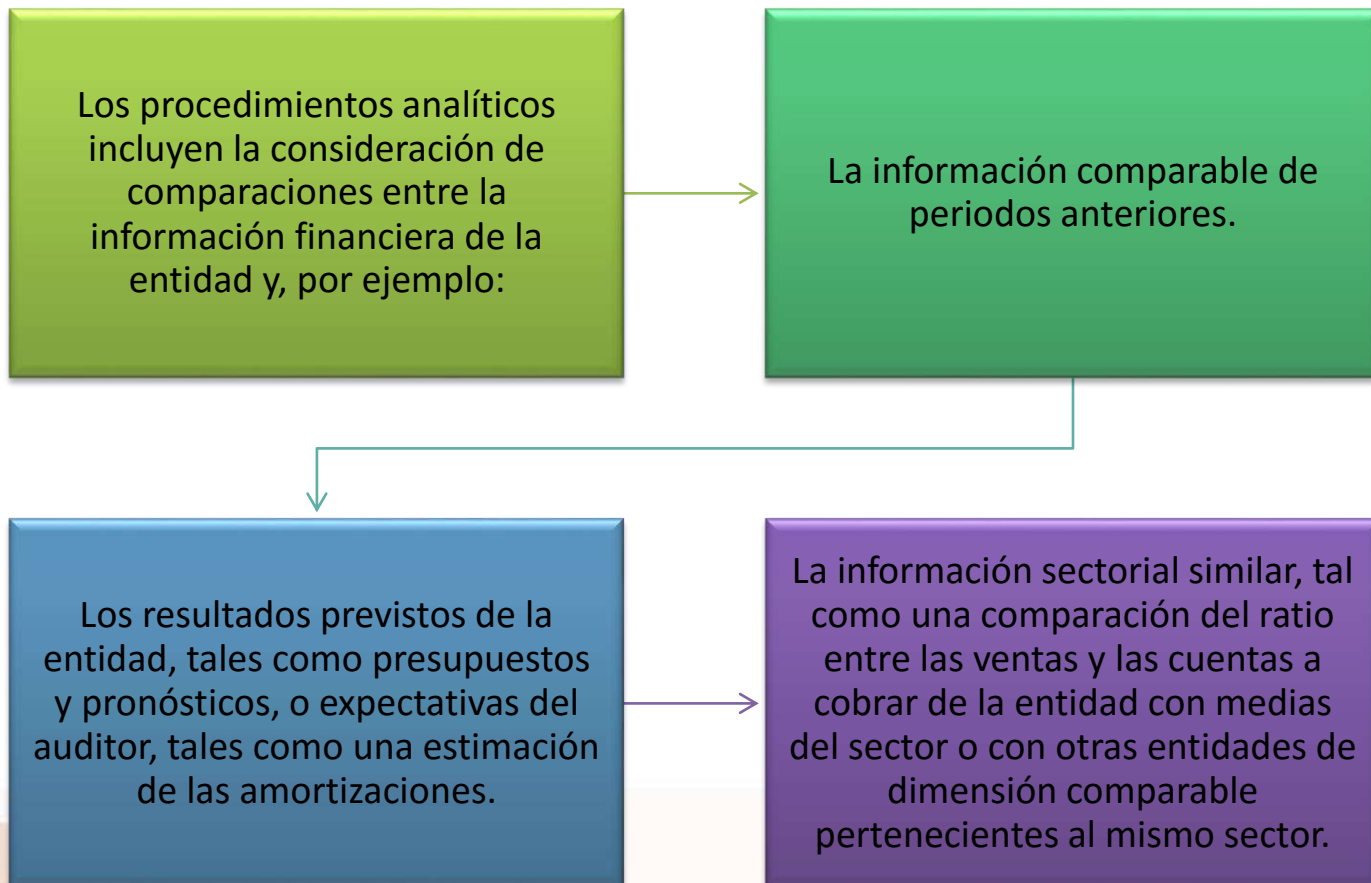 Los procedimientos analíticos
incluyen la consideración de
comparaciones entre la
información financiera de la
entidad y, por ejemplo:
La información comparable de
periodos anteriores.
Los resultados previstos de la
entidad, tales como presupuestos
y pronósticos, o expectativas del
auditor, tales como una estimación
de las amortizaciones.
La información sectorial similar, tal
como una comparación del ratio
entre las ventas y las cuentas a
cobrar de la entidad con medias
del sector o con otras entidades de
dimensión comparable
pertenecientes al mismo sector.